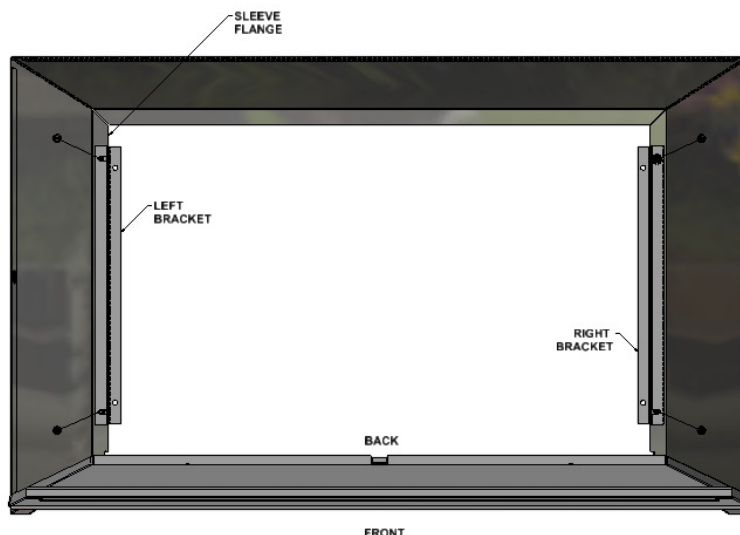 SLEEVE
FLANGE
LEFT
BRACKET
RIGHT
BRACKET
BACK
FRONT